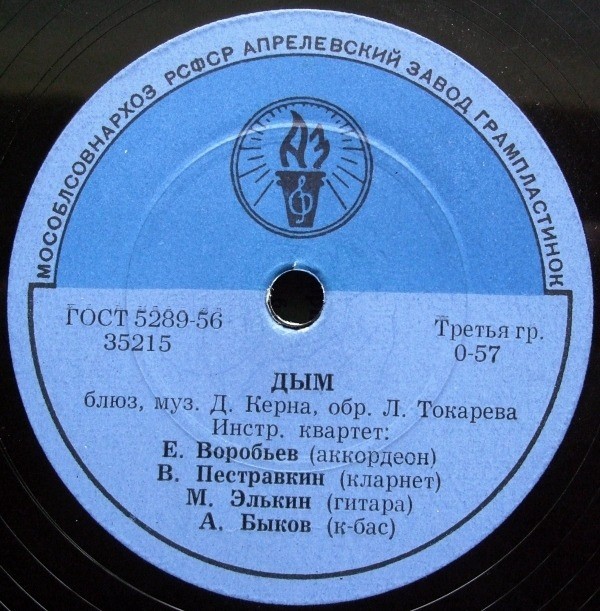 МОСОБЛСОВНАРХОЗ РСФСР АПРЕЛЕВСКИЙ ЗАВОД ГРАМПЛАСТИНОК
АЗ
ГОСТ 5289-56
35215
Третья гр.
0-57
ДЫМ
блюз, муз. Д. Керна, обр. Л. Токарева
Инстр. квартет:
Е. Воробьев (аккордеон)
В. Пестравкин (кларнет)
М. Элькин (гитара)
А. Быков (к-бас)